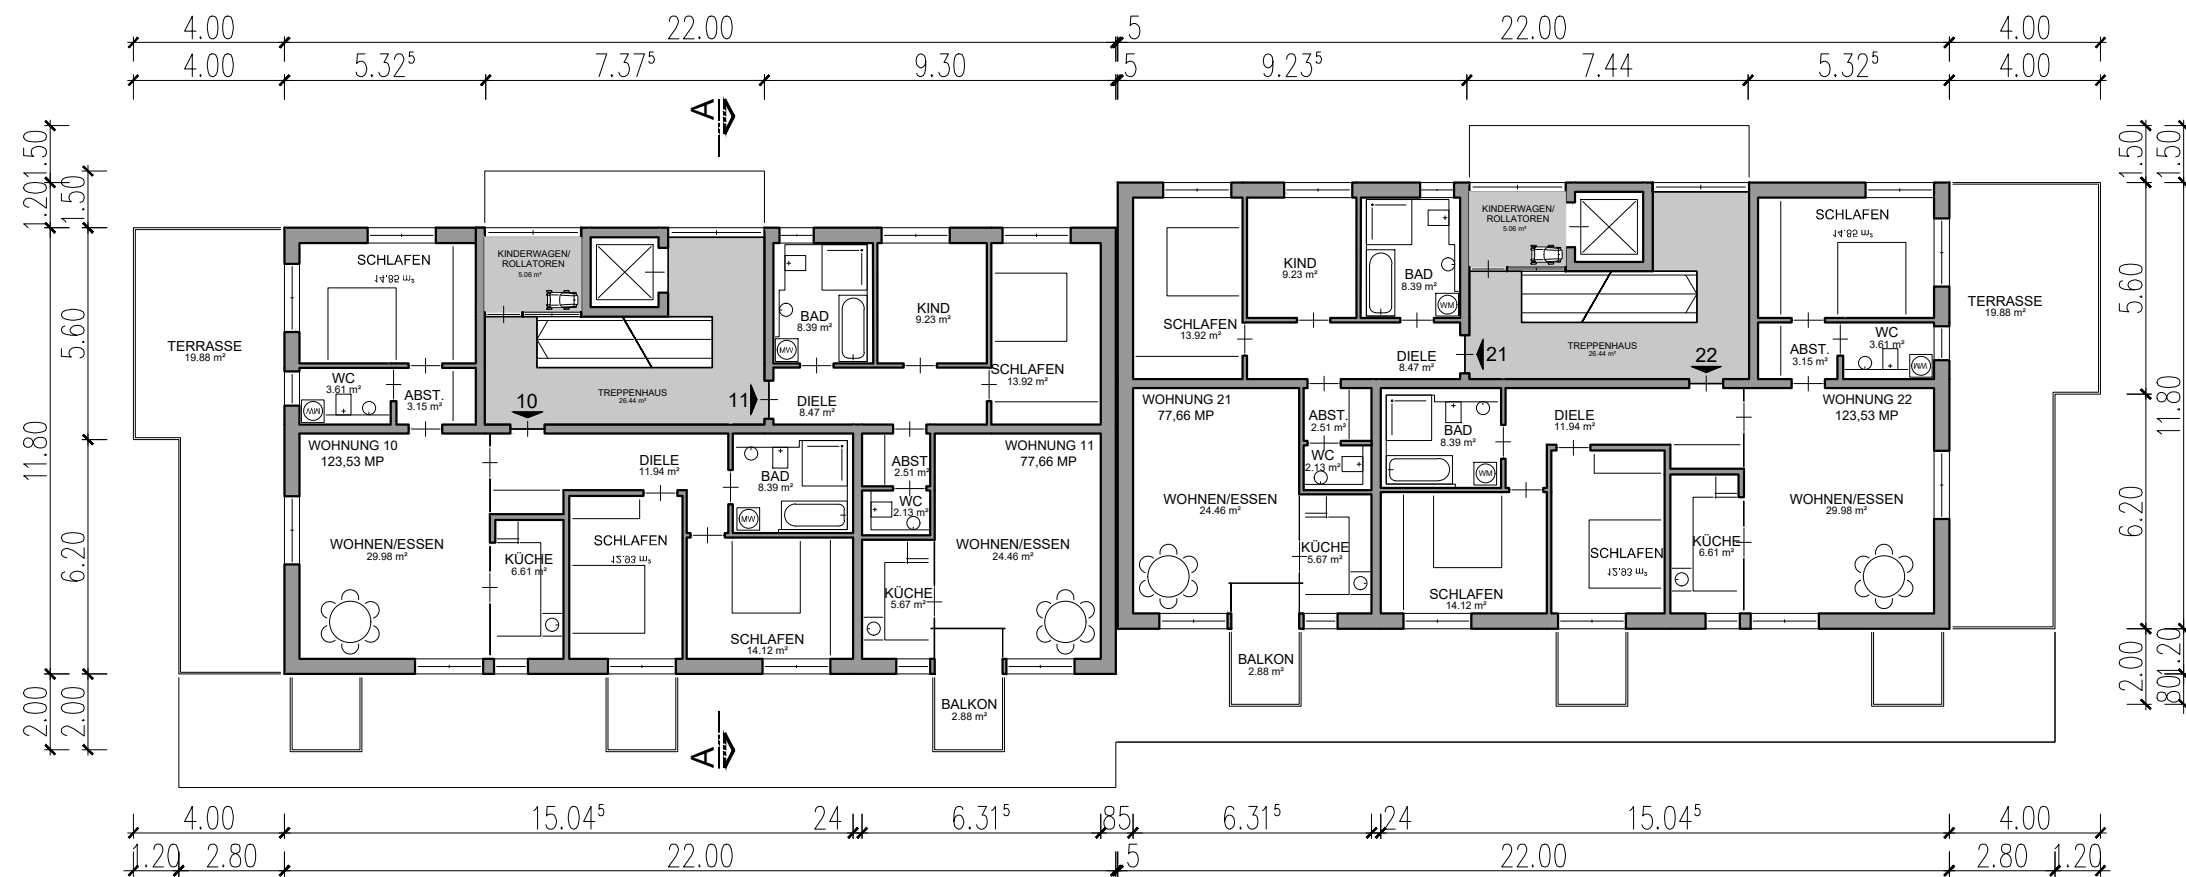 4.00 22.00 5 22.00 4.00
4.00 5.32⁵ 7.37⁵ 9.30 5 9.23⁵ 7.44 5.32⁵ 4.00
A
1.50
1.20
1.50
5.60
11.80
6.20
2.00
2.00
TERRASSE
19.88 m²
SCHLAFEN
14.85 m²
WC
3.61 m²
MW
ABST.
3.15 m²
KINDERWAGEN/
ROLLATOREN
5.06 m²
TREPPENHAUS
26.44 m²
10
11
BAD
8.39 m²
MW
KIND
9.23 m²
SCHLAFEN
13.92 m²
DIELE
8.47 m²
WOHNUNG 10
123,53 MP
WOHNEN/ESSEN
29.98 m²
KÜCHE
6.61 m²
DIELE
11.94 m²
SCHLAFEN
12.93 m²
BAD
8.39 m²
MW
SCHLAFEN
14.12 m²
ABST
2.51 m²
WC
2.13 m²
KÜCHE
5.67 m²
WOHNUNG 11
77,66 MP
WOHNEN/ESSEN
24.46 m²
BALKON
2.88 m²
A
SCHLAFEN
13.92 m²
KIND
9.23 m²
BAD
8.39 m²
WM
DIELE
8.47 m²
21
KINDERWAGEN/
ROLLATOREN
5.06 m²
TREPPENHAUS
26.44 m²
22
SCHLAFEN
14.85 m²
ABST.
3.15 m²
WC
3.61 m²
WM
TERRASSE
19.88 m²
WOHNUNG 21
77,66 MP
WOHNEN/ESSEN
24.46 m²
ABST.
2.51 m²
WC
2.13 m²
KÜCHE
5.67 m²
BALKON
2.88 m²
BAD
8.39 m²
WM
SCHLAFEN
14.12 m²
DIELE
11.94 m²
SCHLAFEN
12.93 m²
KÜCHE
6.61 m²
WOHNUNG 22
123,53 MP
WOHNEN/ESSEN
29.98 m²
1.50
1.50
5.60
11.80
6.20
2.00
1.20
80
4.00 15.04⁵ 24 6.31⁵ 85 6.31⁵ 24 15.04⁵ 4.00
1.20 2.80 22.00 5 22.00 2.80 1.20